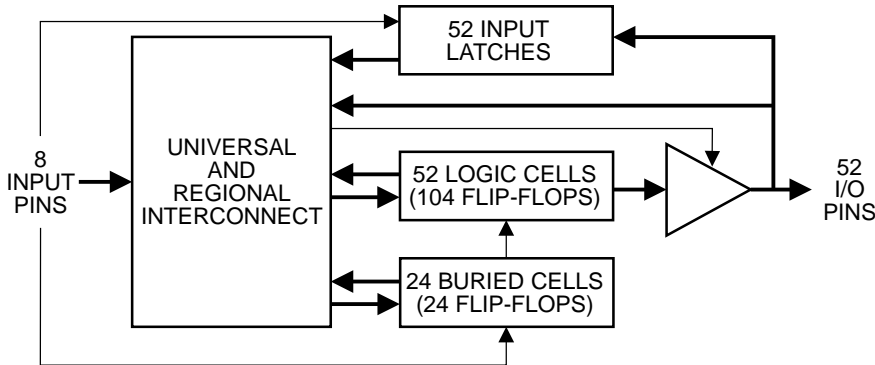 52 INPUT
LATCHES
UNIVERSAL
AND
REGIONAL
INTERCONNECT
8
INPUT
PINS
52 LOGIC CELLS
(104 FLIP-FLOPS)
52
I/O
PINS
24 BURIED CELLS
(24 FLIP-FLOPS)